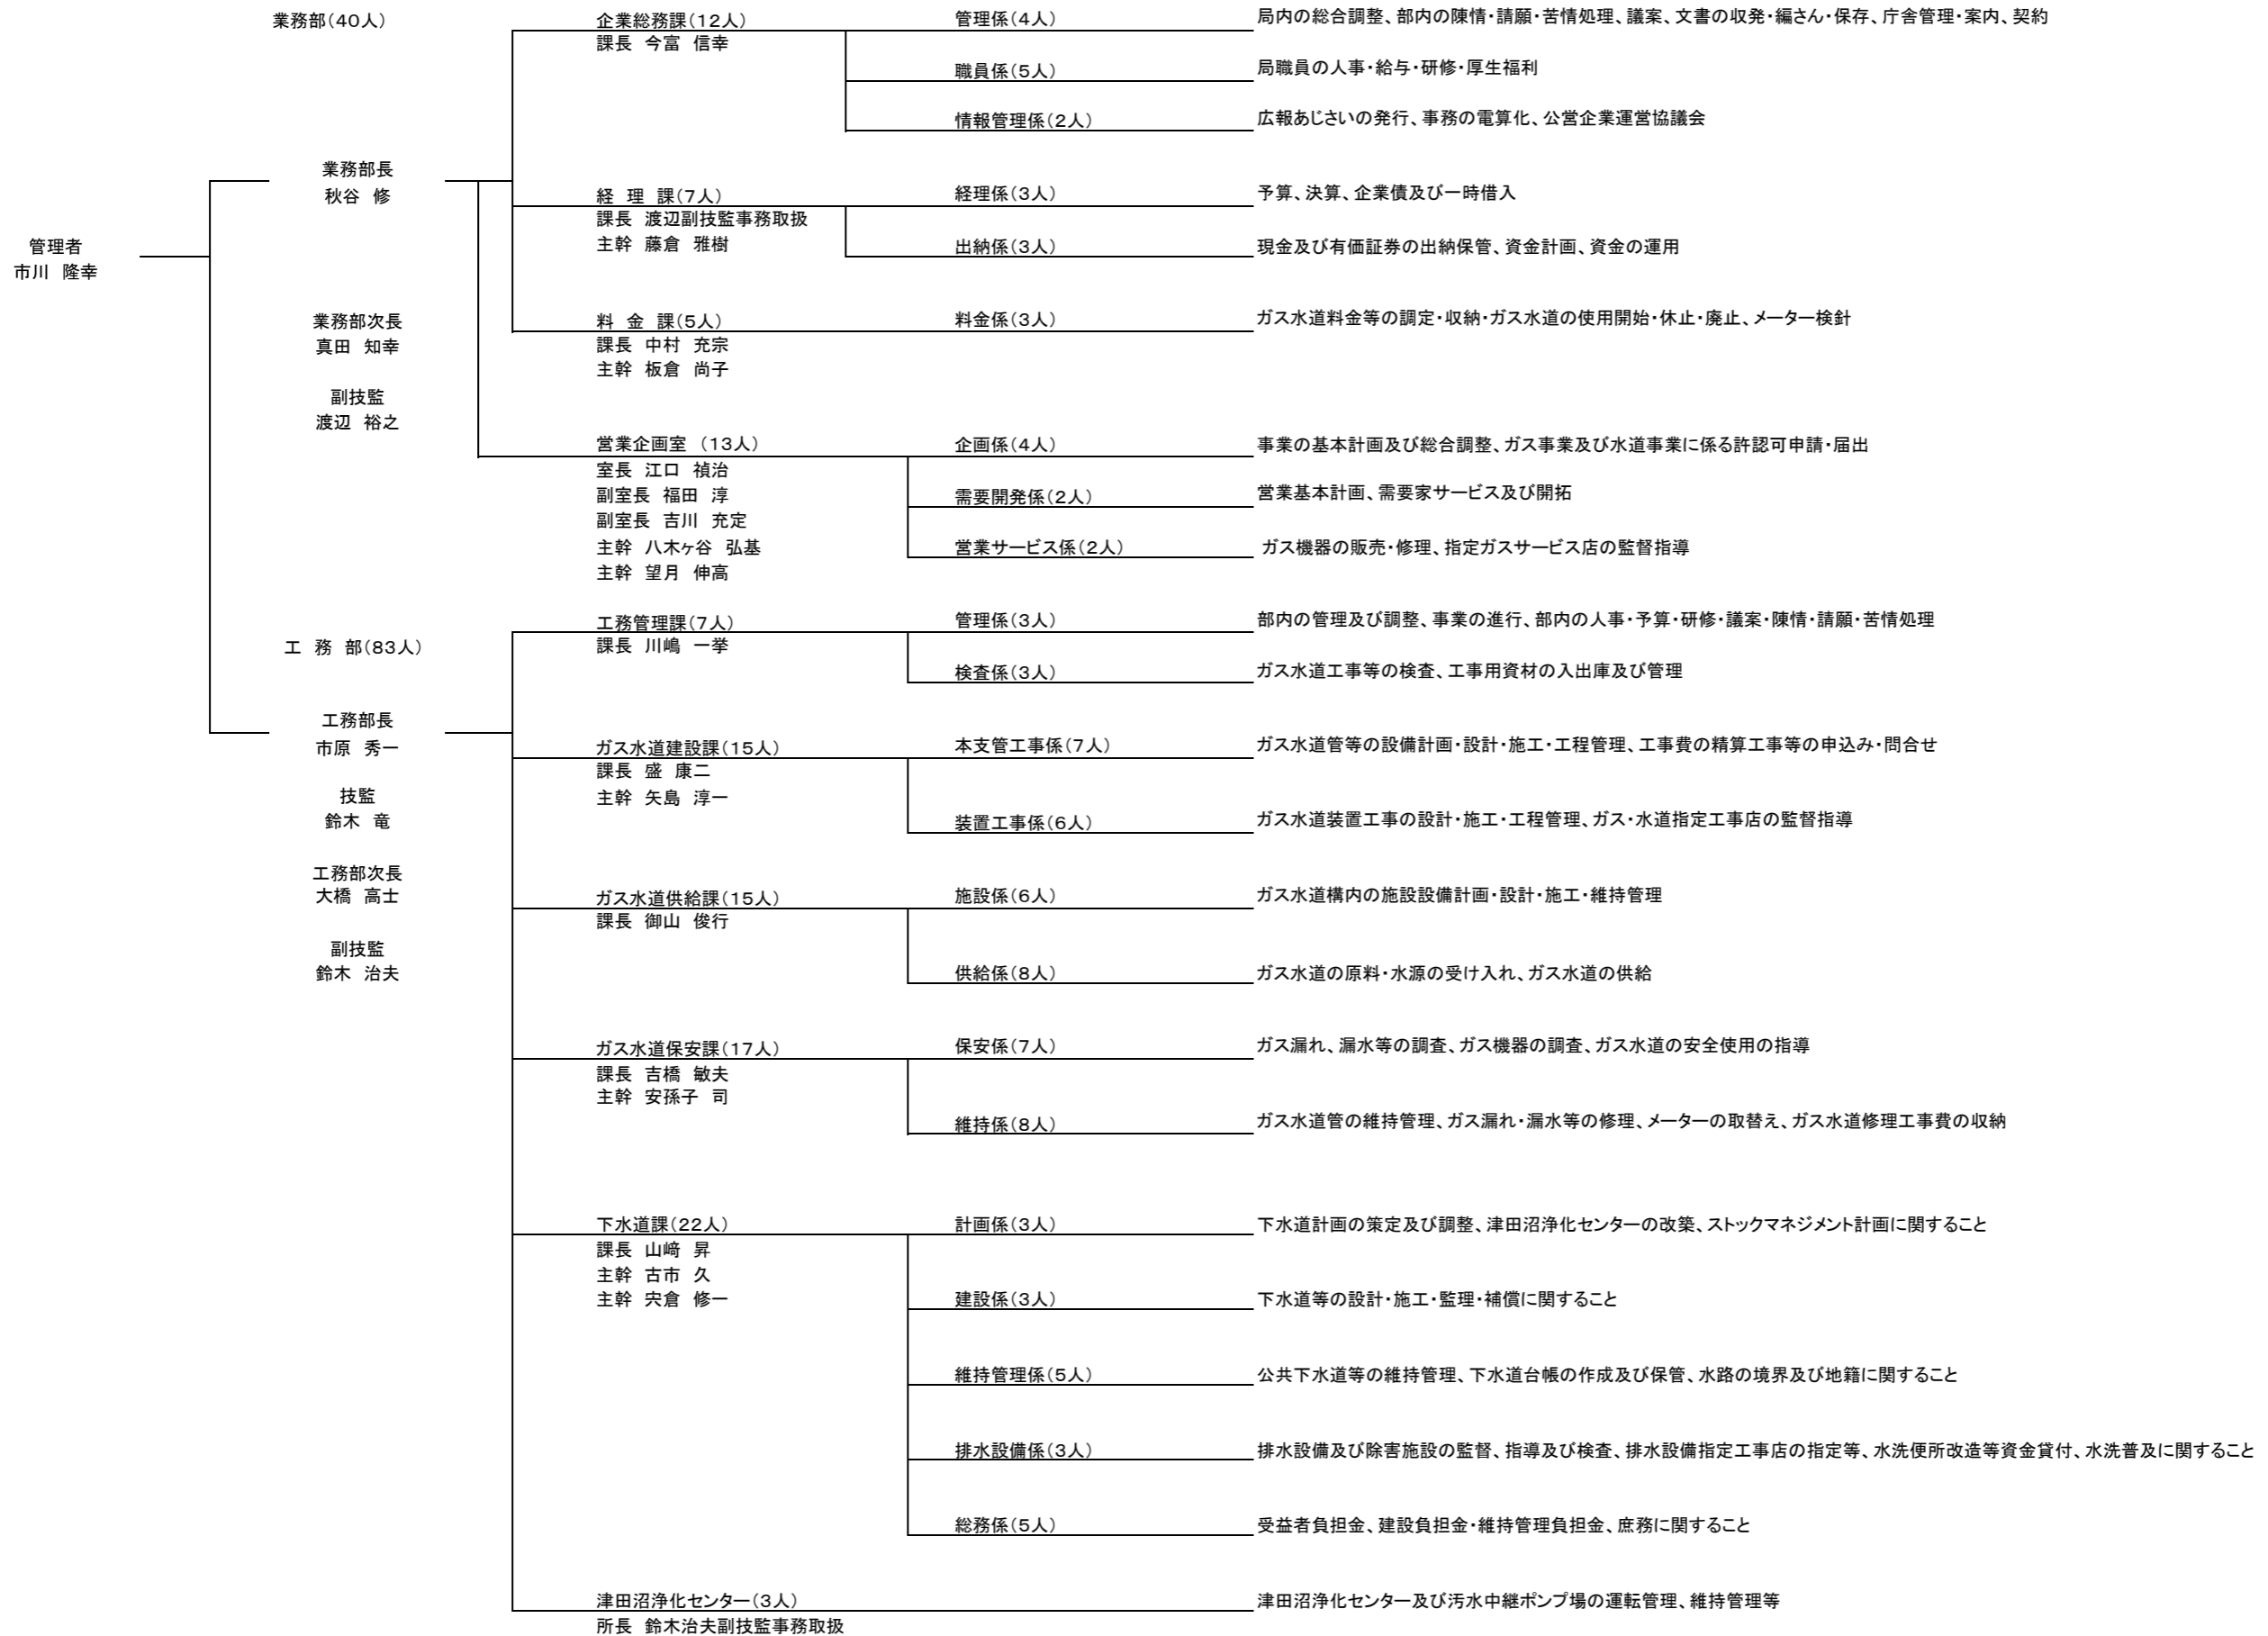 業務部(40人)
企業総務課(12人)
課長　今富　信幸
管理係(4人)
局内の総合調整、部内の陳情・請願・苦情処理、議案、文書の収発・編さん・保存、庁舎管理・案内、契約
職員係(5人)
局職員の人事・給与・研修・厚生福利
情報管理係(2人)
広報あじさいの発行、事務の電算化、公営企業運営協議会
管理者
市川　隆幸
業務部長
秋谷　修
業務部次長
真田　知幸
副技監
渡辺　裕之
経　理　課(7人)
課長　渡辺副技監事務取扱
主幹　藤倉　雅樹
経理係(3人)
予算、決算、企業債及び一時借入
出納係(3人)
現金及び有価証券の出納保管、資金計画、資金の運用
料　金　課(5人)
課長　中村　充宗
主幹　板倉　尚子
料金係(3人)
ガス水道料金等の調定・収納・ガス水道の使用開始・休止・廃止、メーター検針
営業企画室　(13人)
室長　江口　禎治
副室長　福田　淳
副室長　吉川　充定
主幹　八木ヶ谷　弘基
主幹　望月　伸高
企画係(4人)
事業の基本計画及び総合調整、ガス事業及び水道事業に係る許認可申請・届出
需要開発係(2人)
営業基本計画、需要家サービス及び開拓
営業サービス係(2人)
ガス機器の販売・修理、指定ガスサービス店の監督指導
工　務　部(83人)
工務部長
市原　秀一
技監
鈴木　竜
工務部次長
大橋　高士
副技監
鈴木　治夫
工務管理課(7人)
課長　川嶋　一挙
管理係(3人)
部内の管理及び調整、事業の進行、部内の人事・予算・研修・議案・陳情・請願・苦情処理
検査係(3人)
ガス水道工事等の検査、工事用資材の入出庫及び管理
ガス水道建設課(15人)
課長　盛　康二
主幹　矢島　淳一
本支管工事係(7人)
ガス水道管等の設備計画・設計・施工・工程管理、工事費の精算工事等の申込み・問合せ
装置工事係(6人)
ガス水道装置工事の設計・施工・工程管理、ガス・水道指定工事店の監督指導
ガス水道供給課(15人)
課長　御山　俊行
施設係(6人)
ガス水道構内の施設設備計画・設計・施工・維持管理
供給係(8人)
ガス水道の原料・水源の受け入れ、ガス水道の供給
ガス水道保安課(17人)
課長　吉橋　敏夫
主幹　安孫子　司
保安係(7人)
ガス漏れ、漏水等の調査、ガス機器の調査、ガス水道の安全使用の指導
維持係(8人)
ガス水道管の維持管理、ガス漏れ・漏水等の修理、メーターの取替え、ガス水道修理工事費の収納
下水道課(22人)
課長　山﨑　昇
主幹　古市　久
主幹　宍倉　修一
計画係(3人)
下水道計画の策定及び調整、津田沼浄化センターの改築、ストックマネジメント計画に関すること
建設係(3人)
下水道等の設計・施工・監理・補償に関すること
維持管理係(5人)
公共下水道等の維持管理、下水道台帳の作成及び保管、水路の境界及び地籍に関すること
排水設備係(3人)
排水設備及び除害施設の監督、指導及び検査、排水設備指定工事店の指定等、水洗便所改造等資金貸付、水洗普及に関すること
総務係(5人)
受益者負担金、建設負担金・維持管理負担金、庶務に関すること
津田沼浄化センター(3人)
所長　鈴木治夫副技監事務取扱
津田沼浄化センター及び汚水中継ポンプ場の運転管理、維持管理等